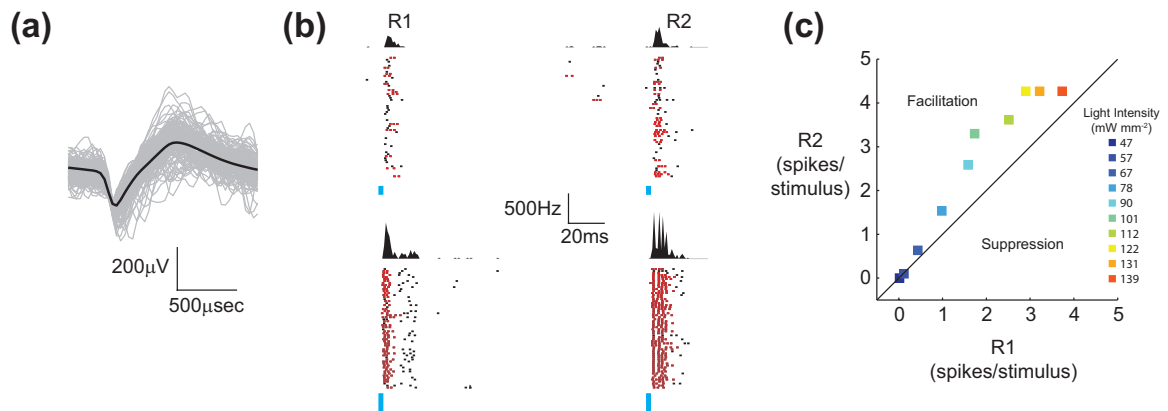 (a)
200μV
500μsec
(b)
R1
R2
500Hz
20ms
(c)
5
4
3
2
1
0
R2
(spikes/
stimulus)
Facilitation
Suppression
Light Intensity
(mW mm-2)
47
57
67
78
90
101
112
122
131
139
0 1 2 3 4 5
R1
(spikes/stimulus)